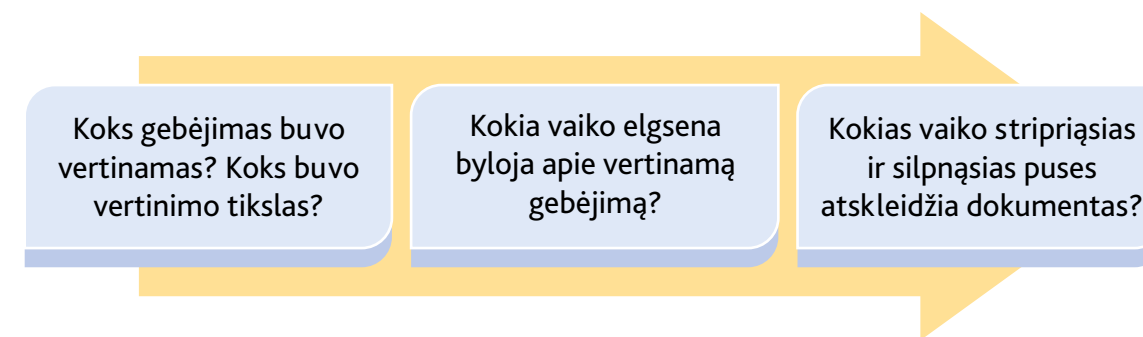 Koks gebėjimas buvo
vertinamas? Koks buvo
vertinimo tikslas?
Kokia vaiko elgsena
byloja apie vertinamą
gebėjimą?
Kokias vaiko stipriąsias
ir silpnąsias puses
atskleidžia dokumentas?